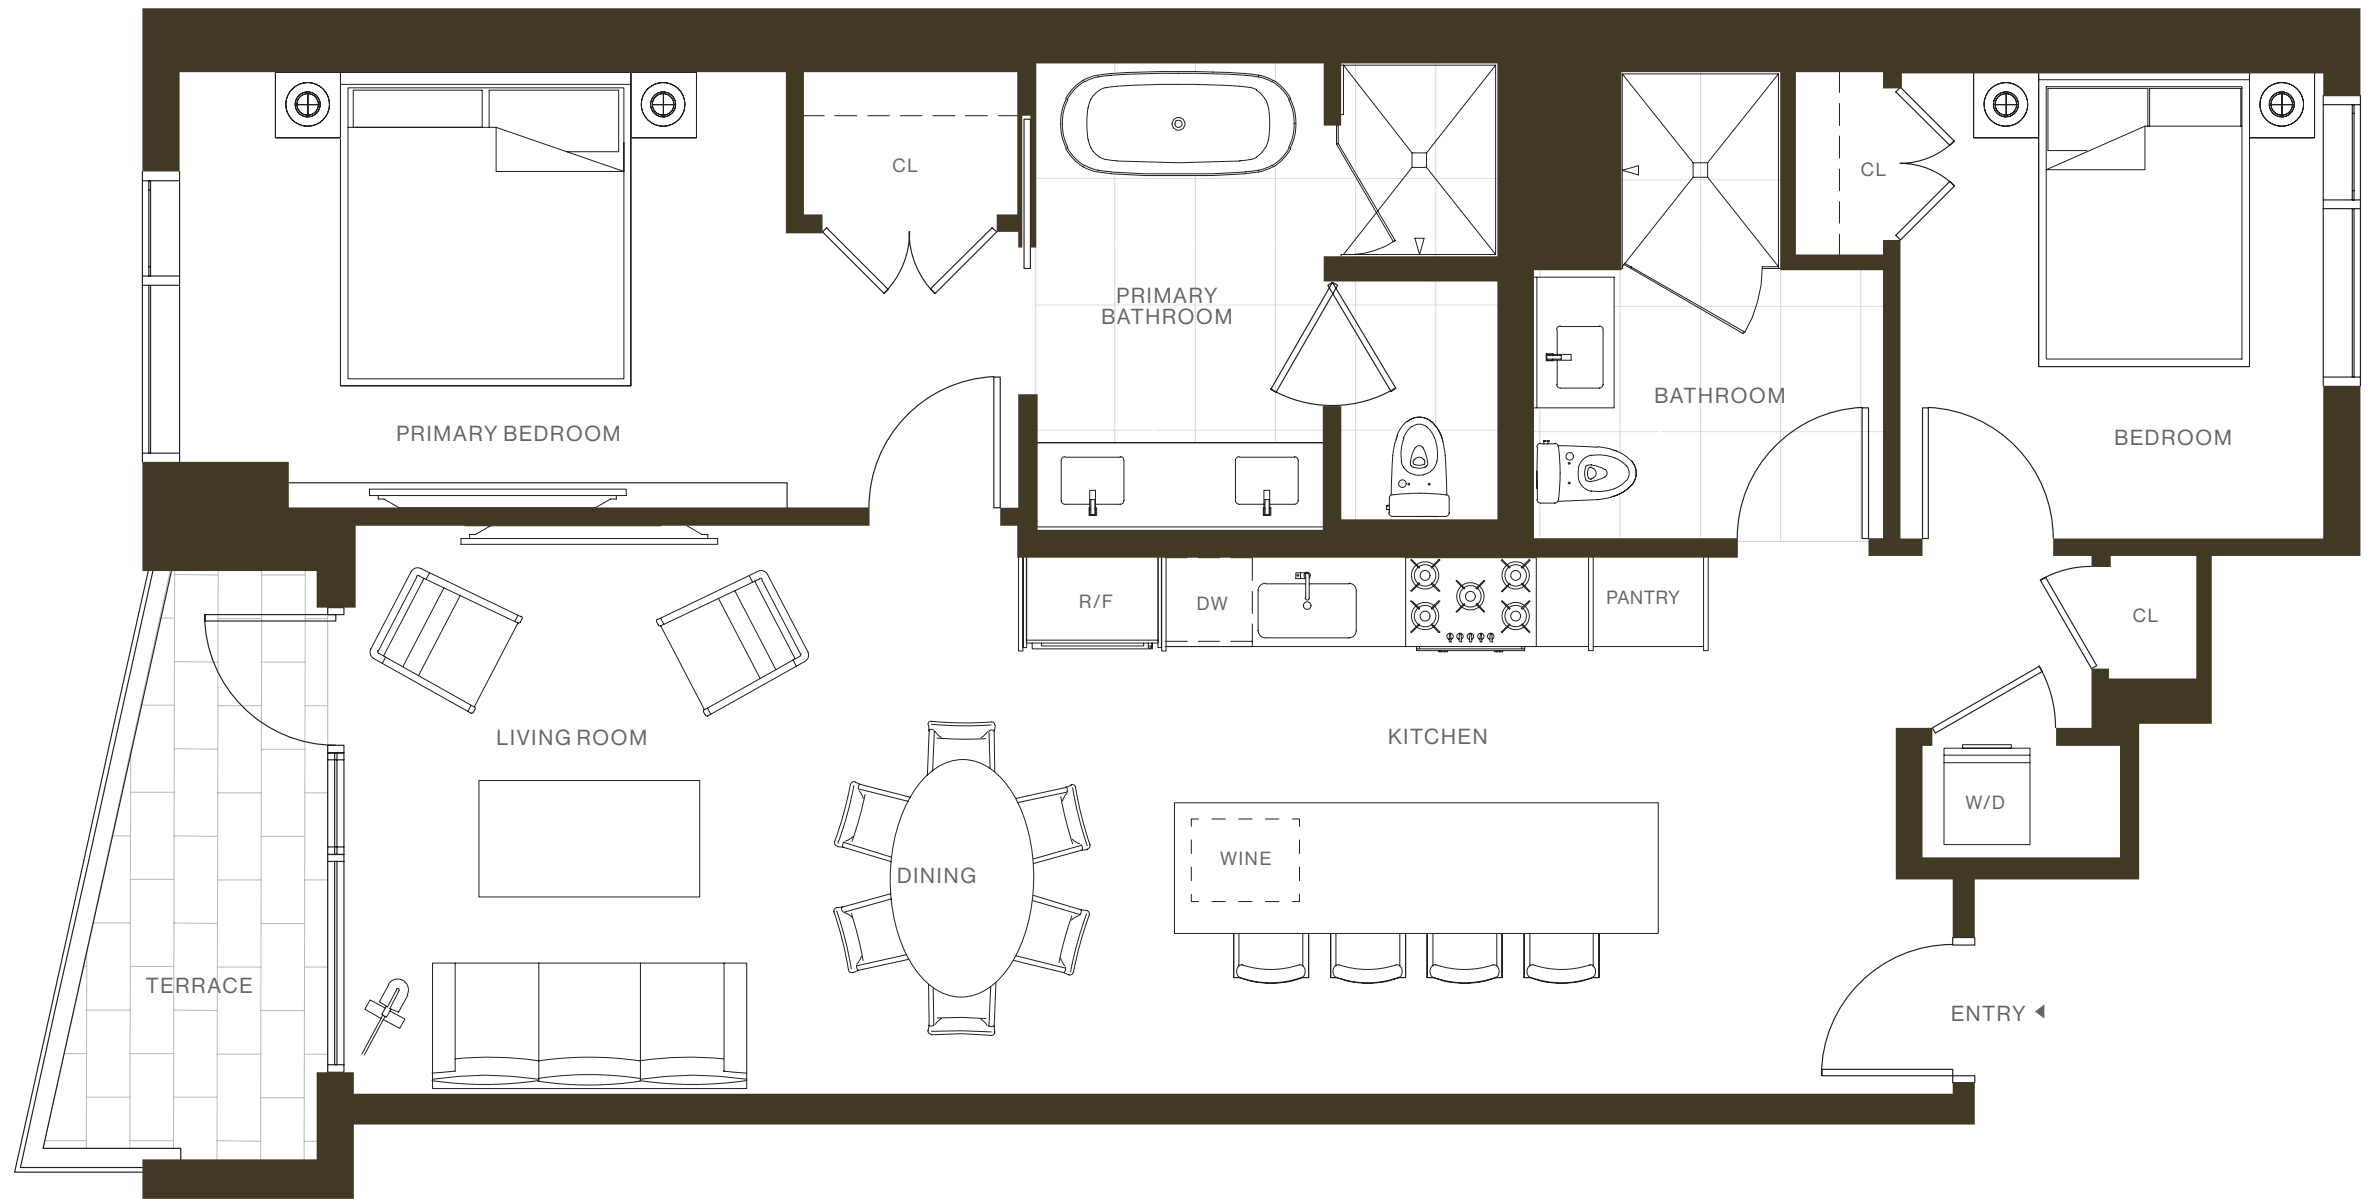 CL
CL
PRIMARY
BATHROOM
BATHROOM
PRIMARY BEDROOM
BEDROOM
R/F
DW
PANTRY
CL
LIVING ROOM
KITCHEN
W/D
WINE
DINING
TERRACE
ENTRY